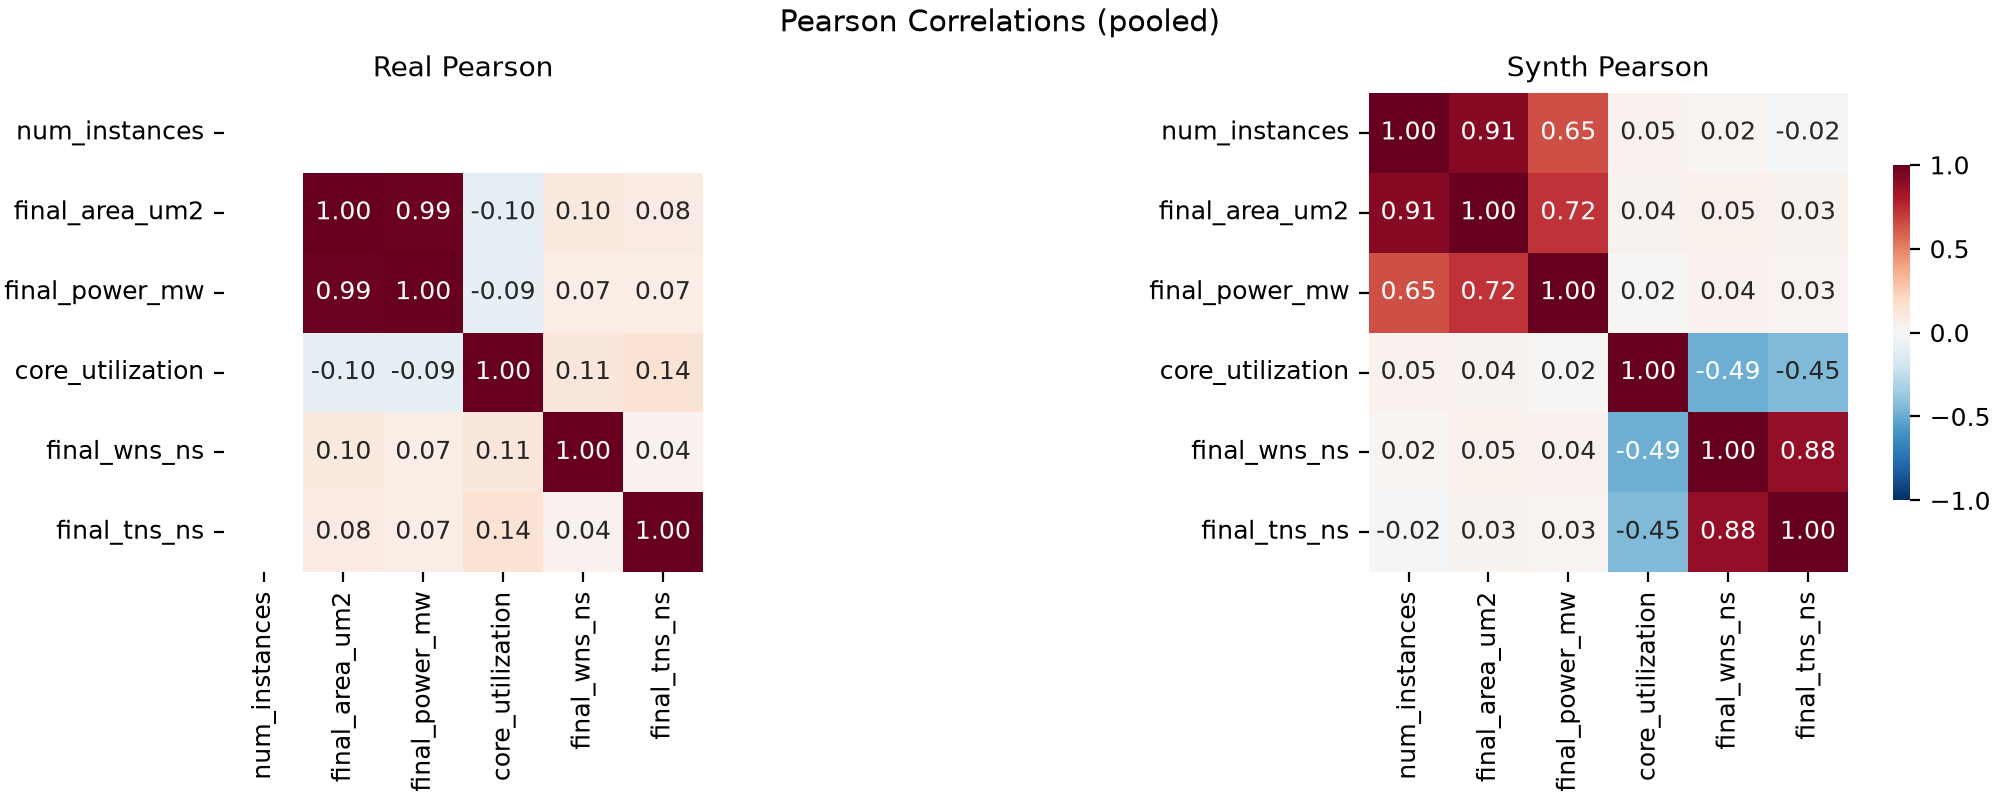 Pearson Correlations (pooled)
Real Pearson
num_instances
final_area_um2 1.00 0.99 -0.10 0.10 0.08
final_power_mw 0.99 1.00 -0.09 0.07 0.07
core_utilization -0.10 -0.09 1.00 0.11 0.14
final_wns_ns 0.10 0.07 0.11 1.00 0.04
final_tns_ns 0.08 0.07 0.14 0.04 1.00
num_instances
final_area_um2
final_power_mw
core_utilization
final_wns_ns
final_tns_ns
Synth Pearson
num_instances 1.00 0.91 0.65 0.05 0.02 -0.02
final_area_um2 0.91 1.00 0.72 0.04 0.05 0.03
final_power_mw 0.65 0.72 1.00 0.02 0.04 0.03
core_utilization 0.05 0.04 0.02 1.00 -0.49 -0.45
final_wns_ns 0.02 0.05 0.04 -0.49 1.00 0.88
final_tns_ns -0.02 0.03 0.03 -0.45 0.88 1.00
num_instances
final_area_um2
final_power_mw
core_utilization
final_wns_ns
final_tns_ns
1.0
0.5
0.0
−0.5
−1.0